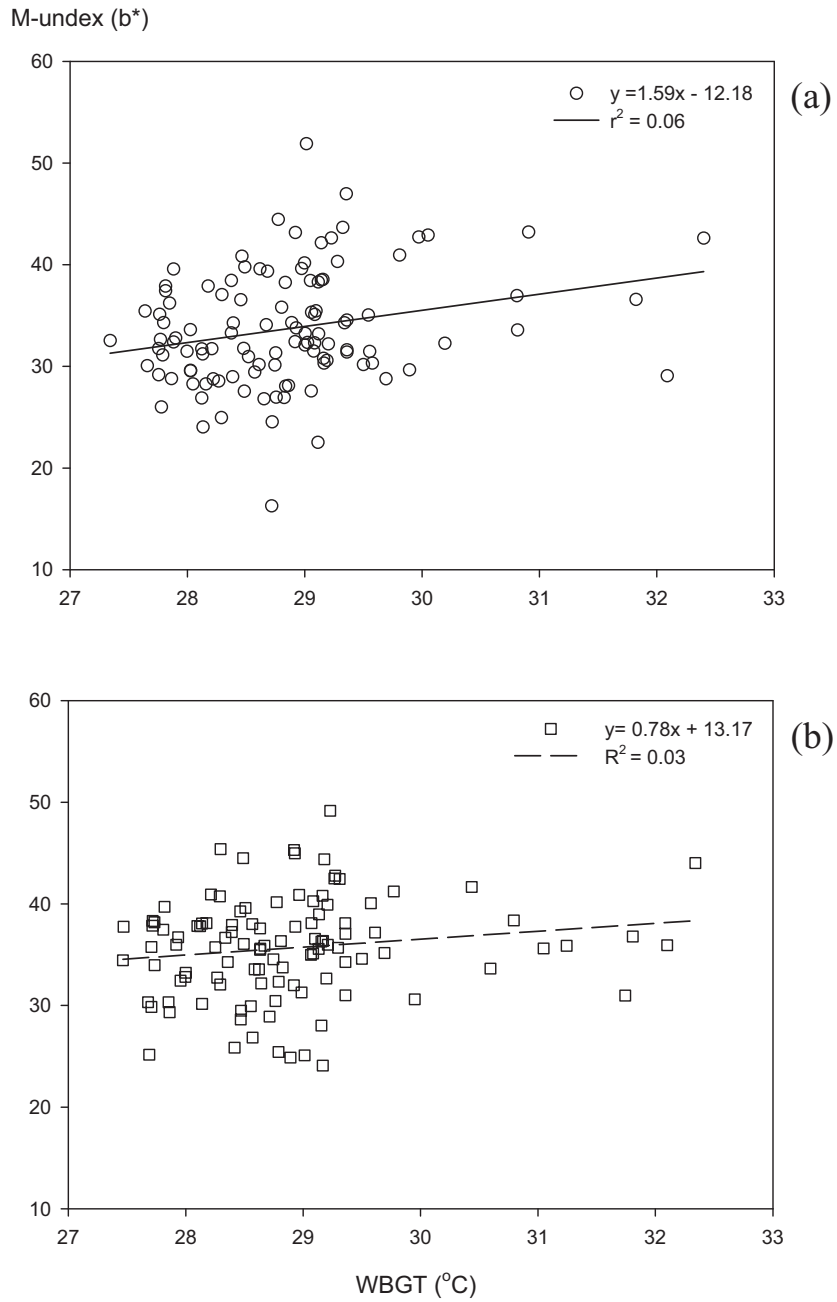 M-undex (b*)
60
y =1.59x - 12.18
(a)
r² = 0.06
50
40
30
20
10
27 28 29 30 31 32 33
60
y= 0.78x + 13.17
(b)
R² = 0.03
50
40
30
20
10
27 28 29 30 31 32 33
WBGT (°C)